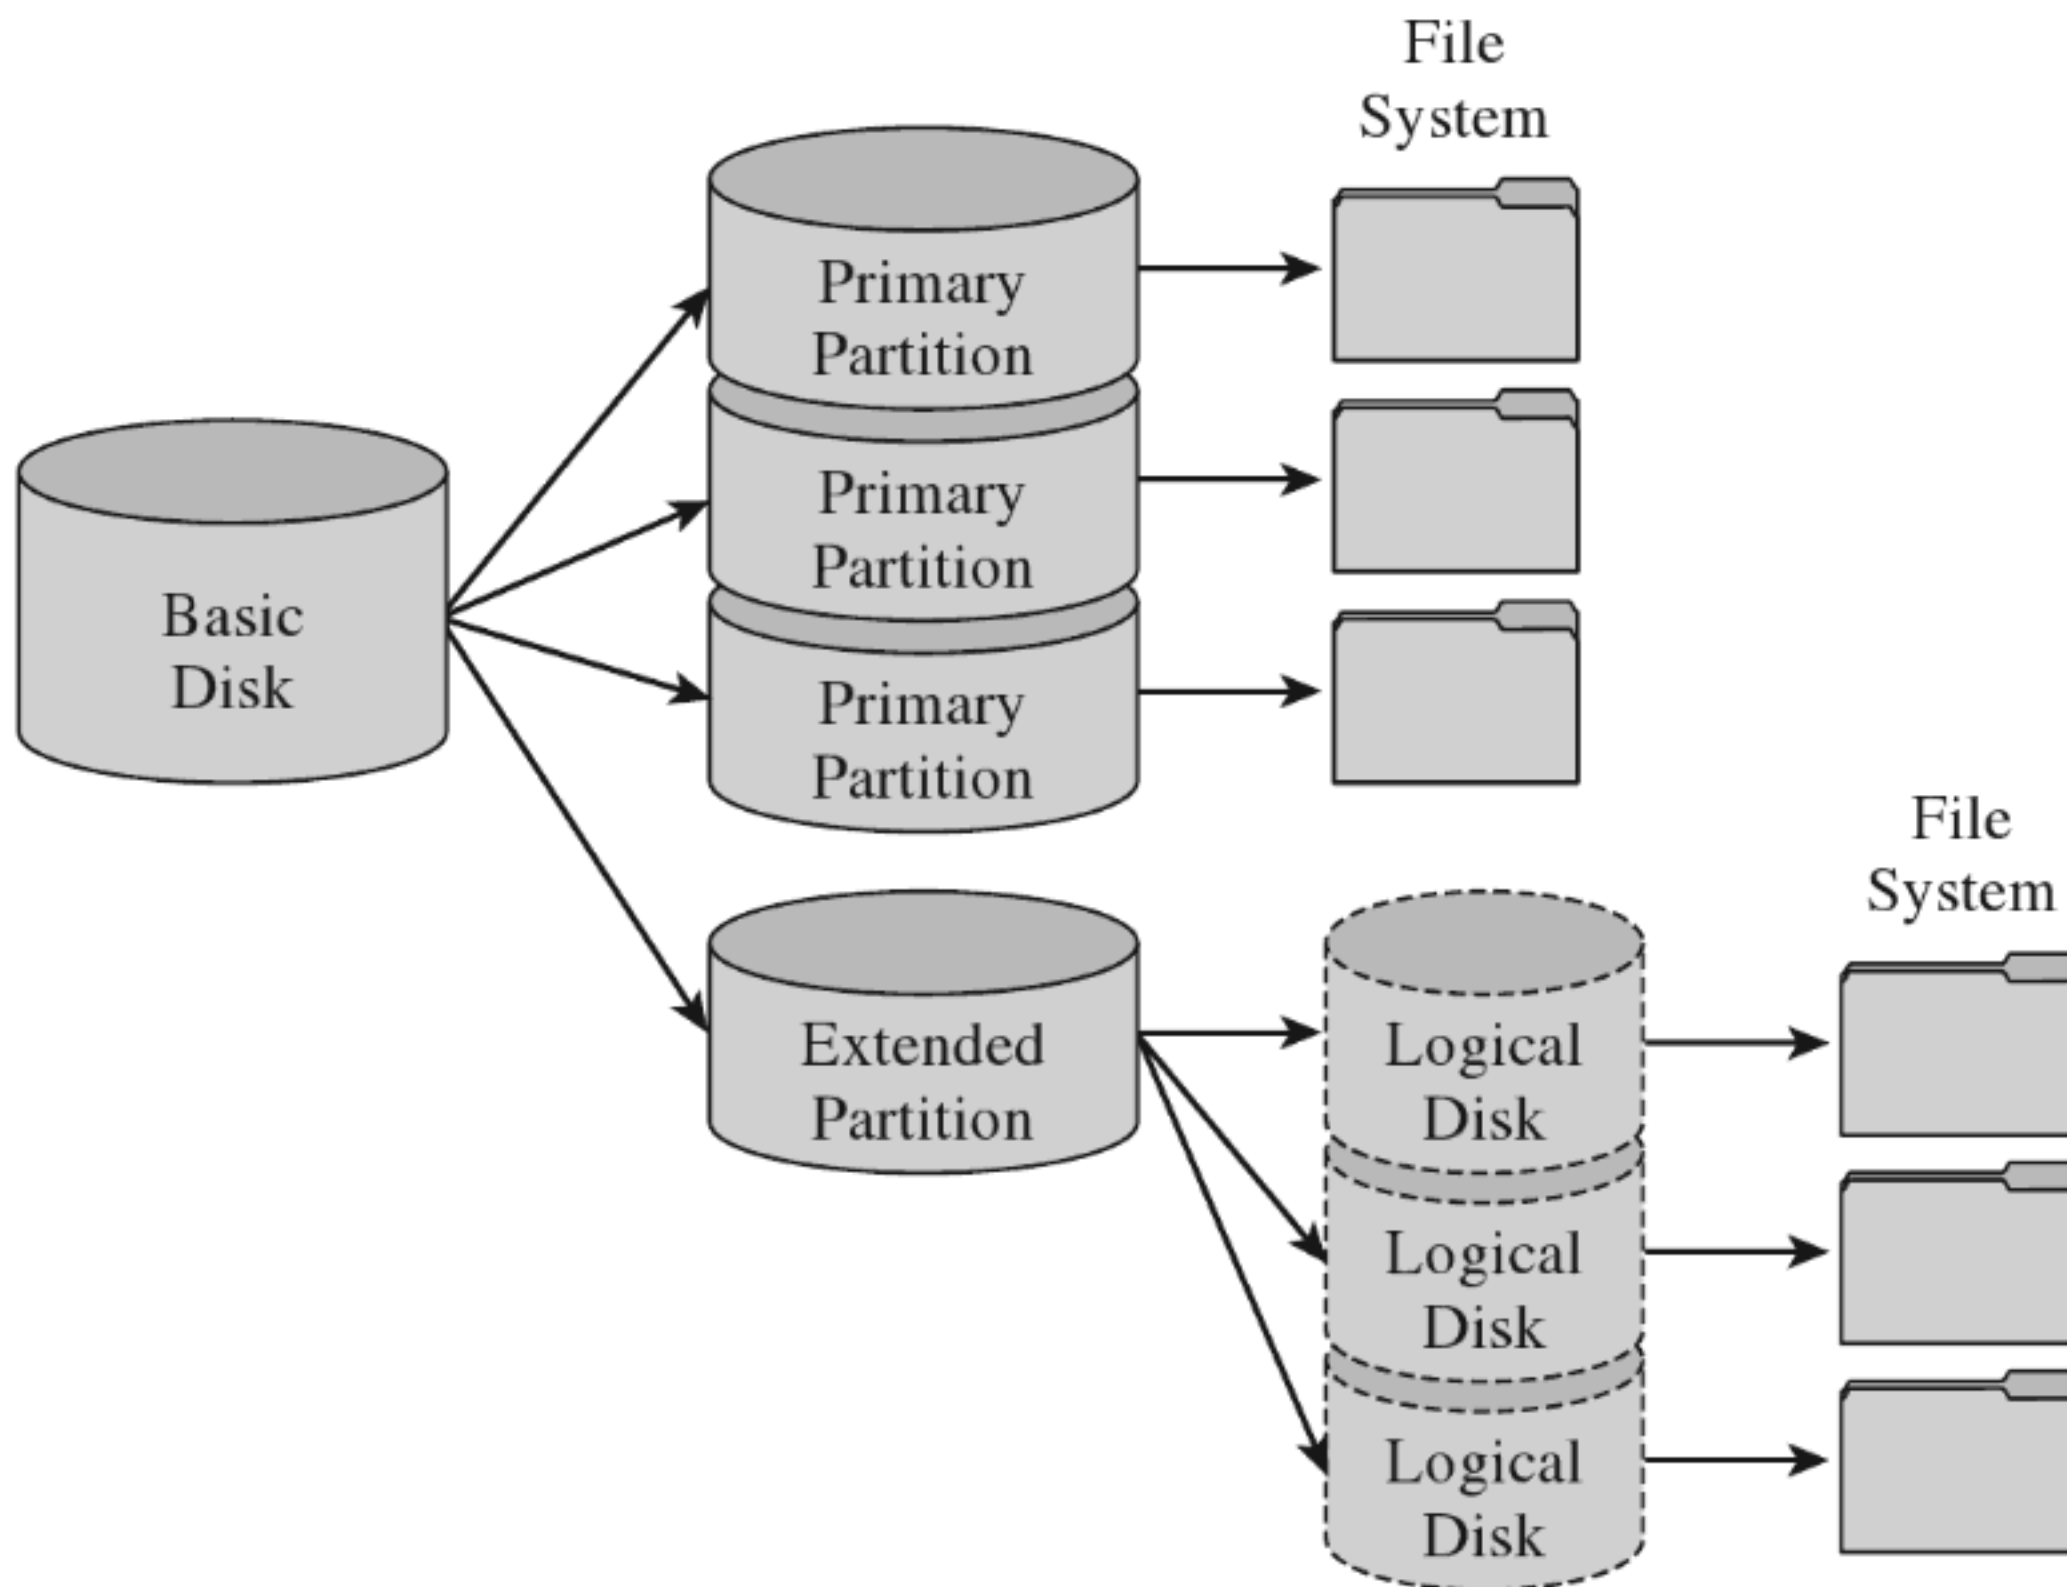 File
System
Primary
Partition
Primary
Partition
Basic
Disk
Primary
Partition
File
System
Extended
Partition
Logical
Disk
Logical
Disk
Logical
Disk